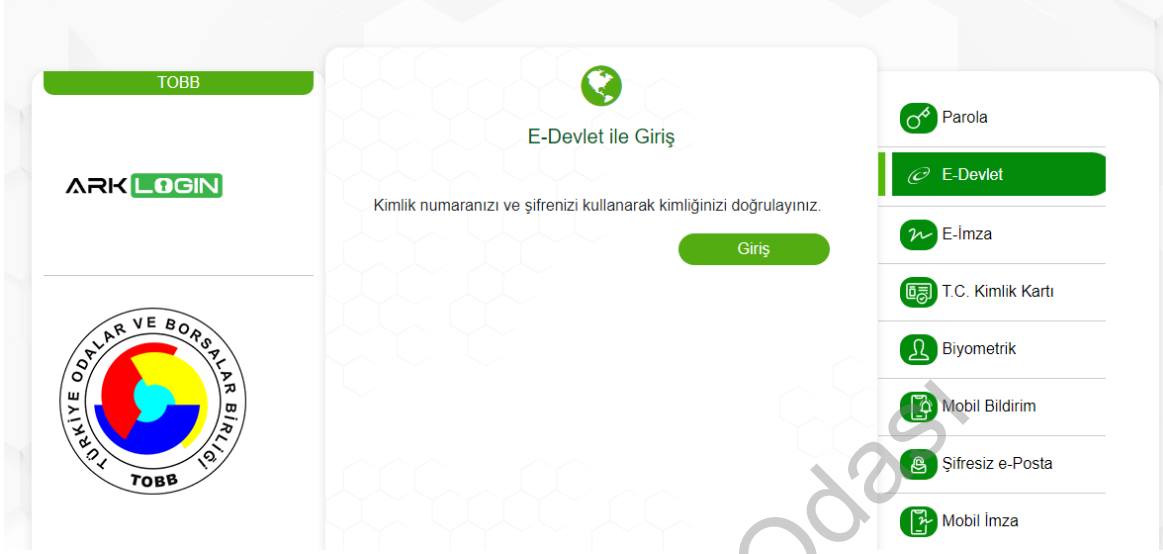 TOBB
ARK LOGIN
TÜRKİYE ODALAR VE BORSALAR BİRLİĞİ
TOBB
E-Devlet ile Giriş
Kimlik numaranızı ve şifrenizi kullanarak kimliğinizi doğrulayınız.
Giriş
Parola
E-Devlet
E-İmza
T.C. Kimlik Kartı
Biyometrik
Mobil Bildirim
Şifresiz e-Posta
Mobil İmza
Odası